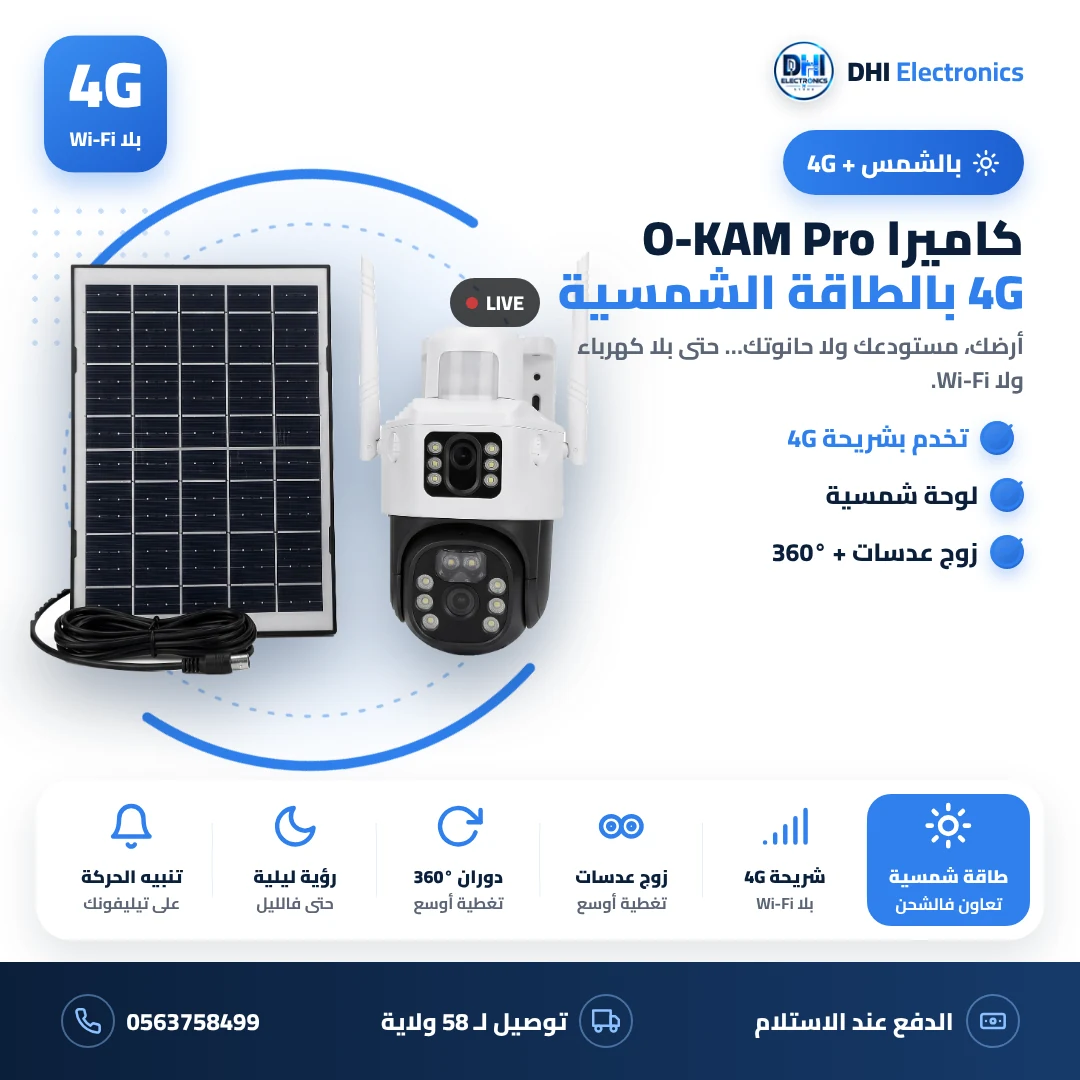 4G
بلا Wi-Fi
DHI ELECTRONICS
DHI Electronics
بالشمس + 4G
كاميرا O-KAM Pro
4G بالطاقة الشمسية
أرضك، مستودعك ولا حانوتك... حتى بلا كهرباء
ولا Wi-Fi.
LIVE
تخدم بشريحة 4G
لوحة شمسية
زوج عدسات + 360°
طاقة شمسية
تعاون فالشحن
شريحة 4G
بلا Wi-Fi
زوج عدسات
تغطية أوسع
دوران 360°
تغطية أوسع
رؤية ليلية
حتى فالليل
تنبيه الحركة
على تيليفونك
الدفع عند الاستلام
توصيل لـ 58 ولاية
0563758499